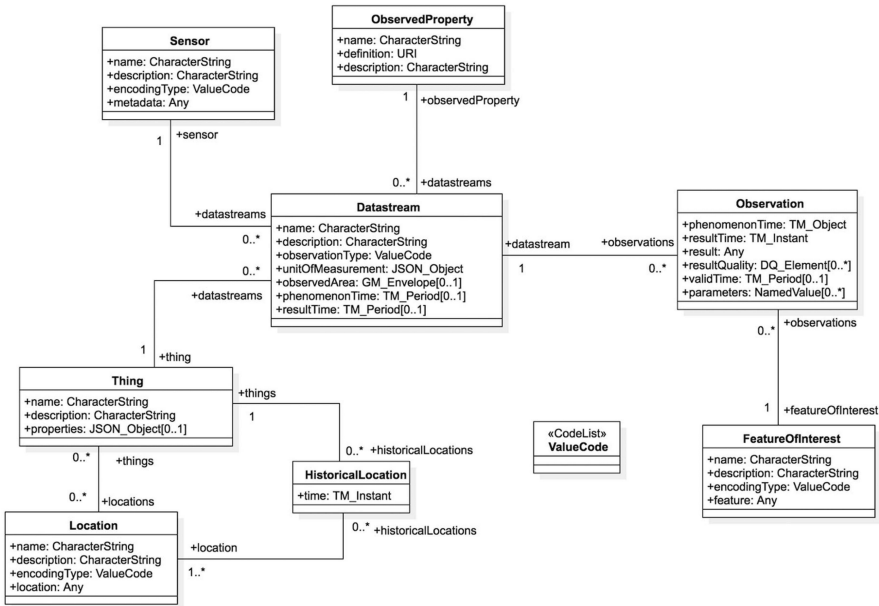 ObservedProperty
+name: CharacterString
+definition: URI
+description: CharacterString
Sensor
+name: CharacterString
+description: CharacterString
+encodingType: ValueCode
+metadata: Any
1
+observedProperty
1
+sensor
0..*
+datastreams
+datastreams
0..*
Datastream
+name: CharacterString
+description: CharacterString
+observationType: ValueCode
+unitOfMeasurement: JSON_Object
+observedArea: GM_Envelope[0..1]
+phenomenonTime: TM_Period[0..1]
+resultTime: TM_Period[0..1]
+datastream
1
+observations
0..*
Observation
+phenomenonTime: TM_Object
+resultTime: TM_Instant
+result: Any
+resultQuality: DQ_Element[0..*]
+validTime: TM_Period[0..1]
+parameters: NamedValue[0..*]
0..*
+datastreams
1
+thing
0..*
+observations
1
+featureOfInterest
Thing
+name: CharacterString
+description: CharacterString
+properties: JSON_Object[0..1]
+things
1
0..*
+historicalLocations
«CodeList»
ValueCode
FeatureOfInterest
+name: CharacterString
+description: CharacterString
+encodingType: ValueCode
+feature: Any
0..*
+things
0..*
+locations
HistoricalLocation
+time: TM_Instant
0..*
+historicalLocations
Location
+name: CharacterString
+description: CharacterString
+encodingType: ValueCode
+location: Any
+location
1..*